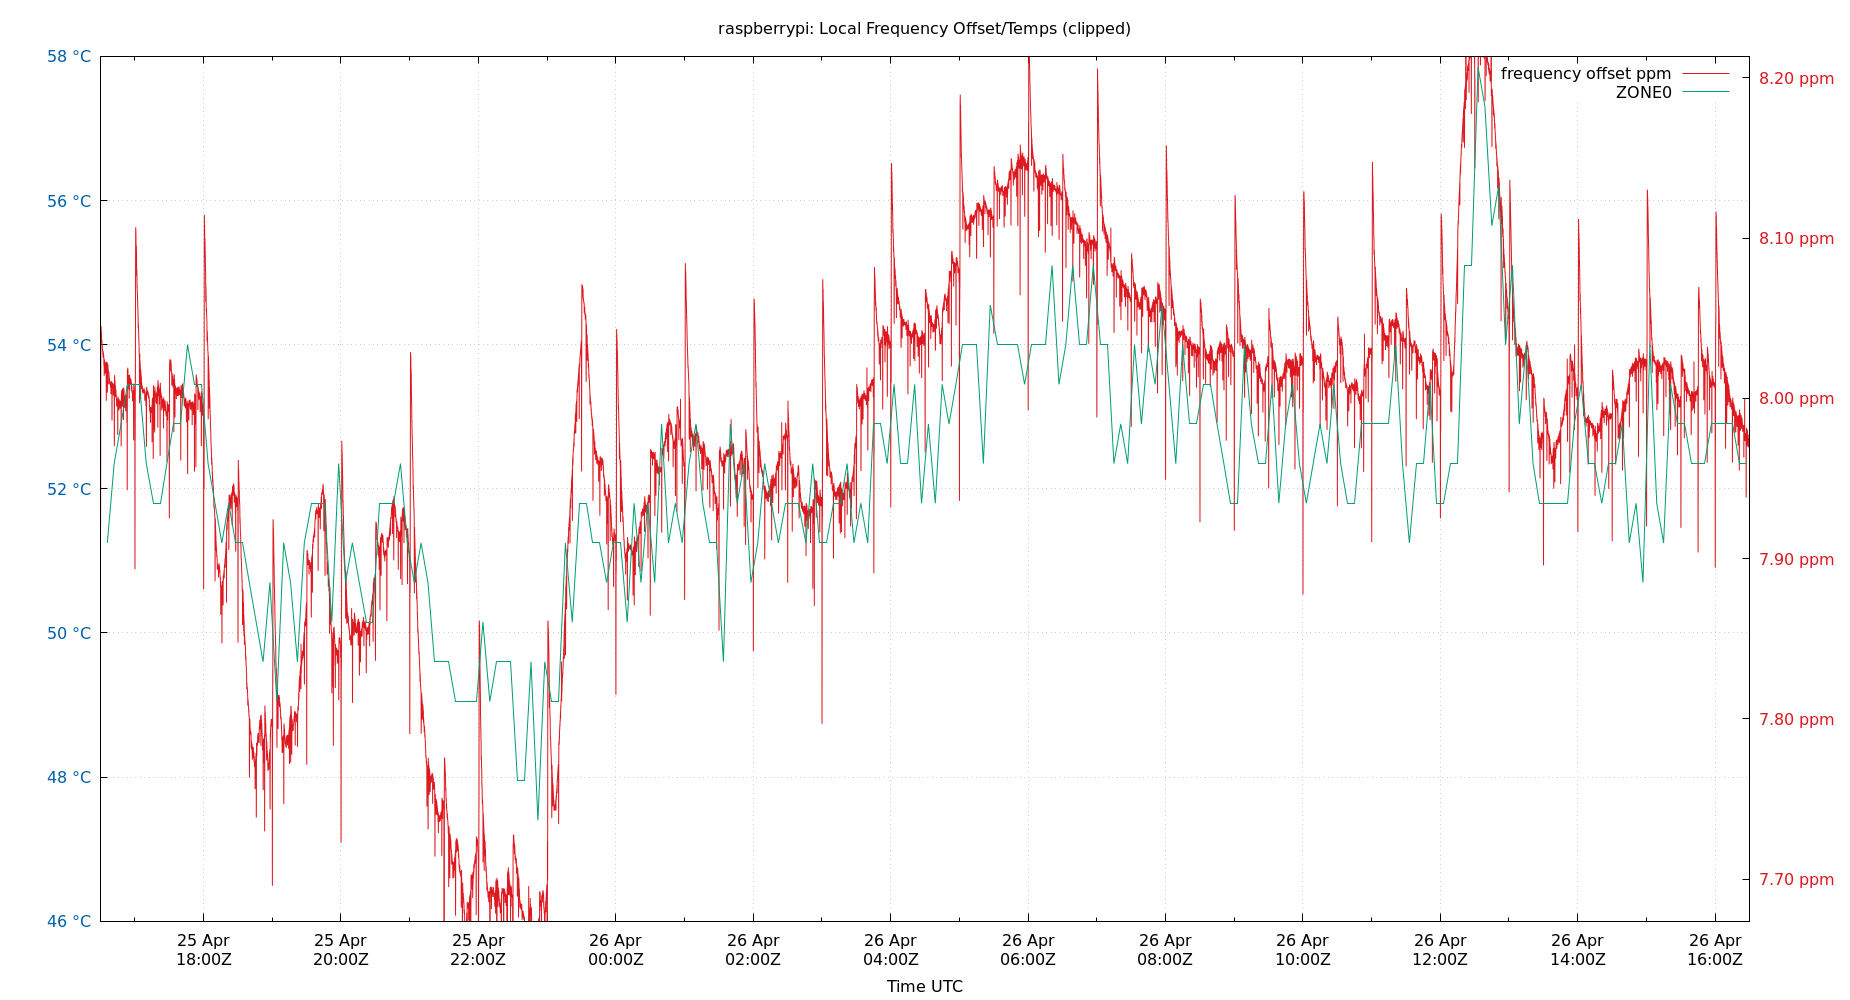 raspberrypi: Local Frequency Offset/Temps (clipped)
frequency offset ppm
ZONE0
58 °C
56 °C
54 °C
52 °C
50 °C
48 °C
46 °C
8.20 ppm
8.10 ppm
8.00 ppm
7.90 ppm
7.80 ppm
7.70 ppm
25 Apr
18:00Z
25 Apr
20:00Z
25 Apr
22:00Z
26 Apr
00:00Z
26 Apr
02:00Z
26 Apr
04:00Z
26 Apr
06:00Z
26 Apr
08:00Z
26 Apr
10:00Z
26 Apr
12:00Z
26 Apr
14:00Z
26 Apr
16:00Z
Time UTC